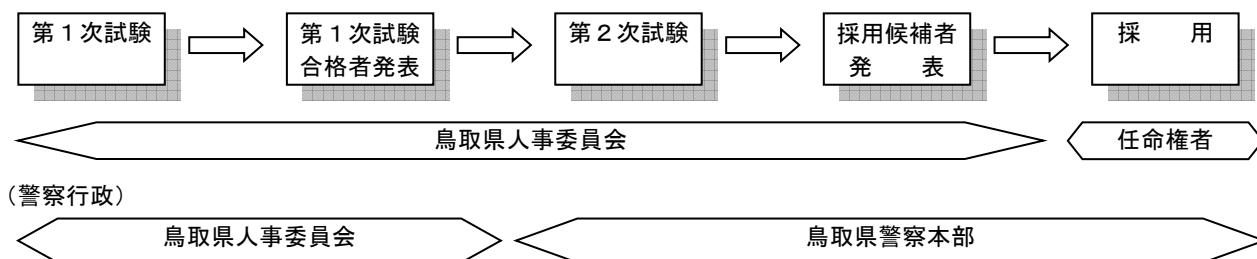 第１次試験
第１次試験
合格者発表
第２次試験
採用候補者
発　　表
採　　用
鳥取県人事委員会
任命権者
（警察行政）
鳥取県人事委員会
鳥取県警察本部